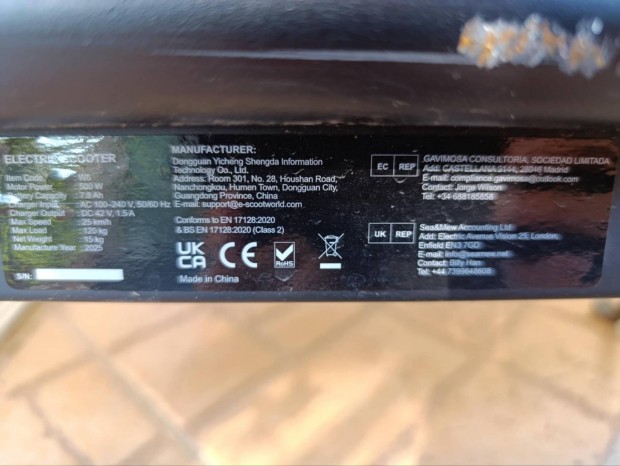 ELECTRIC SCOOTER
Item Code
Motor Power : 500 W
Battery Capacity : 7.8 Ah
Charger Input : AC 100-240 V, 50/60 Hz
Charger Output : DC 42 V, 1.5 A
Max Speed : 25 km/h
Max Load : 120 kg
Net Weight : 15 kg
Manufacture Year : 2025
S/N:
MANUFACTURER:
Dongguan Yicheng Shengda Information
Technology Co., Ltd.
Address: Room 301, No. 28, Houshan Road,
Nanchongkou, Humen Town, Dongguan City,
Guangdong Province, China
E-mail: support@e-scootworld.com
Conforms to EN 17128:2020
& BS EN 17128:2020 (Class 2)
UK
CA
CE
RoHS
Made in China
EC REP
GAVIMOSA CONSULTORIA, SOCIEDAD LIMITADA
Add: CASTELLANA 9144, 28046 Madrid
E-mail: compliance.gavimosa@outlook.com
Contact: Jorge Wilson
Tel: +34 688185858
UK REP
Sea&Mew Accounting Ltd
Add: Electric Avenue Vision 25, London,
Enfield EN3 7GD
E-mail: info@seamew.net
Contact: Billy Han
Tel: +44 7399648608